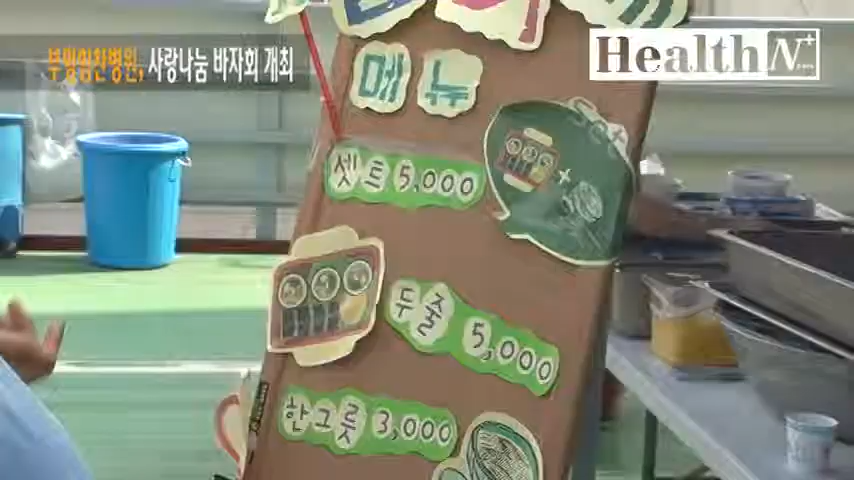 부평힘찬병원, 사랑나눔 바자회 개최
Health N+
메뉴
셋트 5,000
두줄 5,000
한그릇 3,000